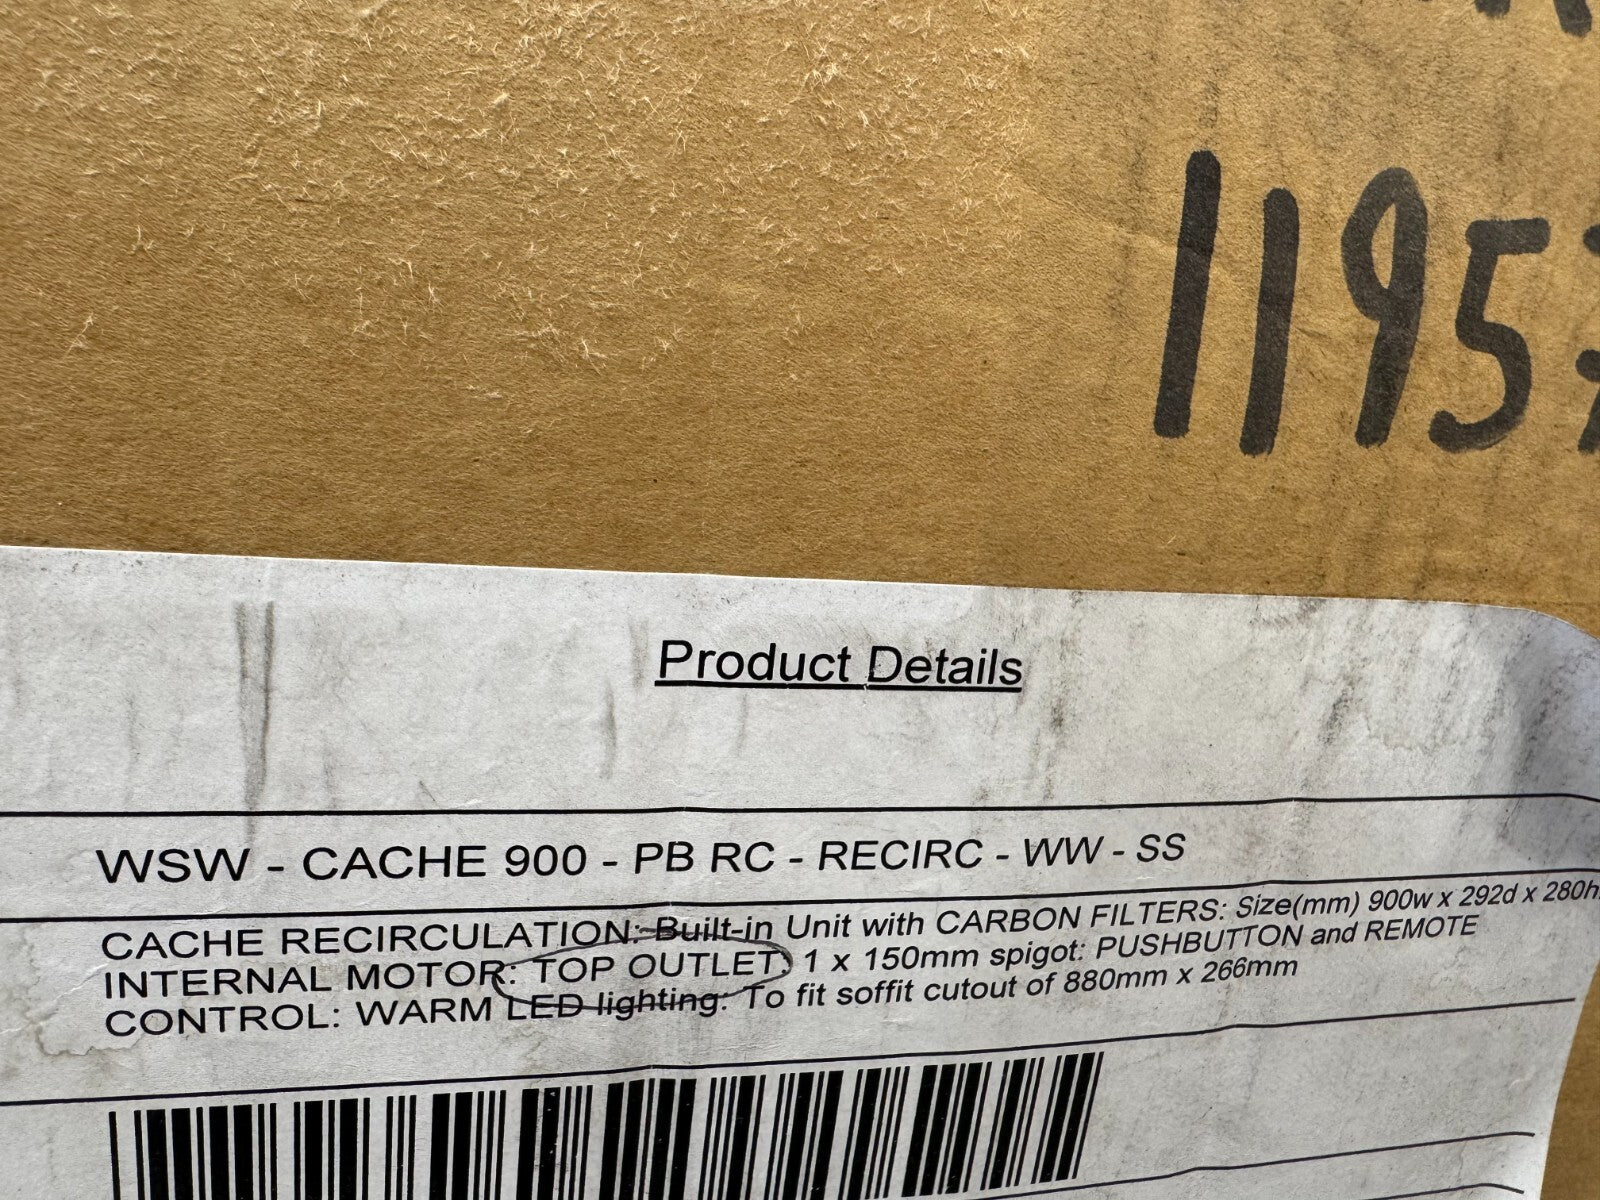 1195
Product Details
WSW - CACHE 900 - PB RC - RECIRC - WW - SS
CACHE RECIRCULATION: Built-in Unit with CARBON FILTERS: Size(mm) 900w x 292d x 280h
INTERNAL MOTOR: TOP OUTLET: 1 x 150mm spigot: PUSHBUTTON and REMOTE
CONTROL: WARM LED lighting: To fit soffit cutout of 880mm x 266mm